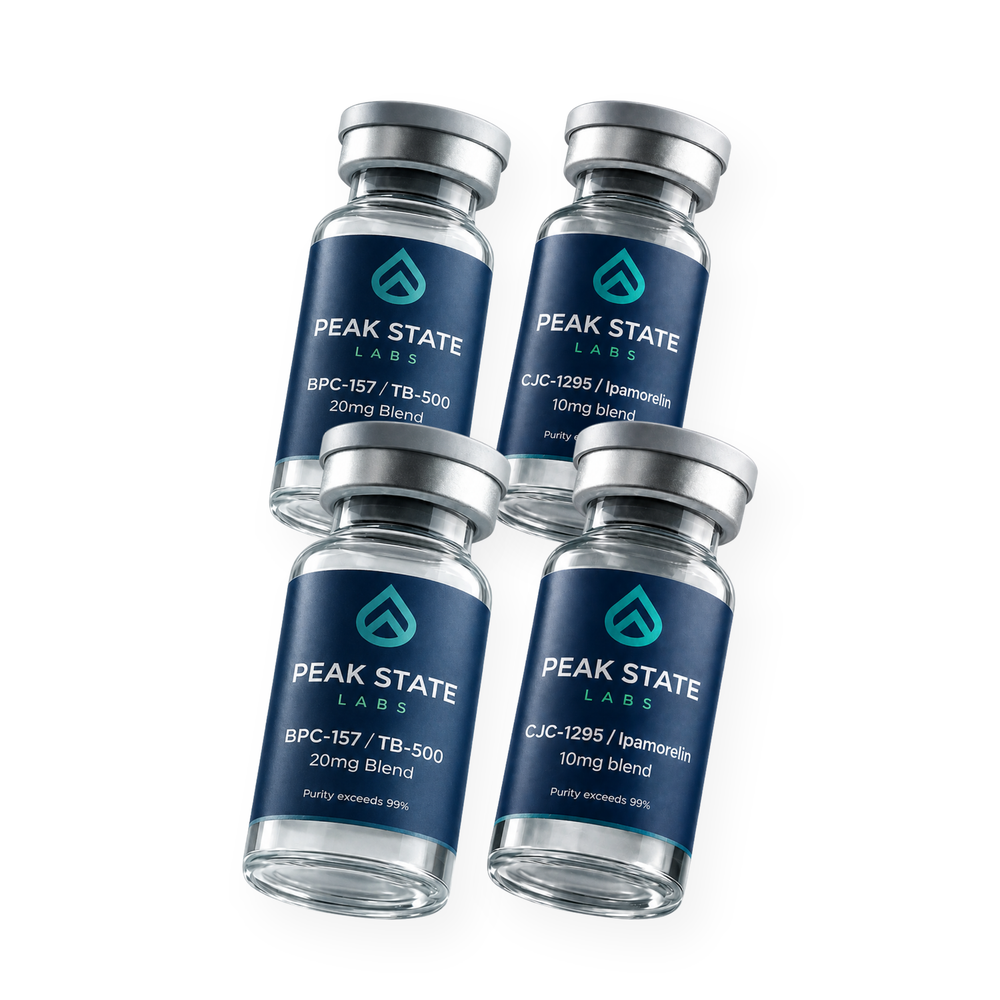 PEAK STATE
LABS
BPC-157 / TB-500
20mg Blend
PEAK STATE
LABS
CJC-1295 / Ipamorelin
10mg blend
Purity
PEAK STATE
LABS
BPC-157 / TB-500
20mg Blend
Purity exceeds 99%
PEAK STATE
LABS
CJC-1295 / Ipamorelin
10mg blend
Purity exceeds 99%